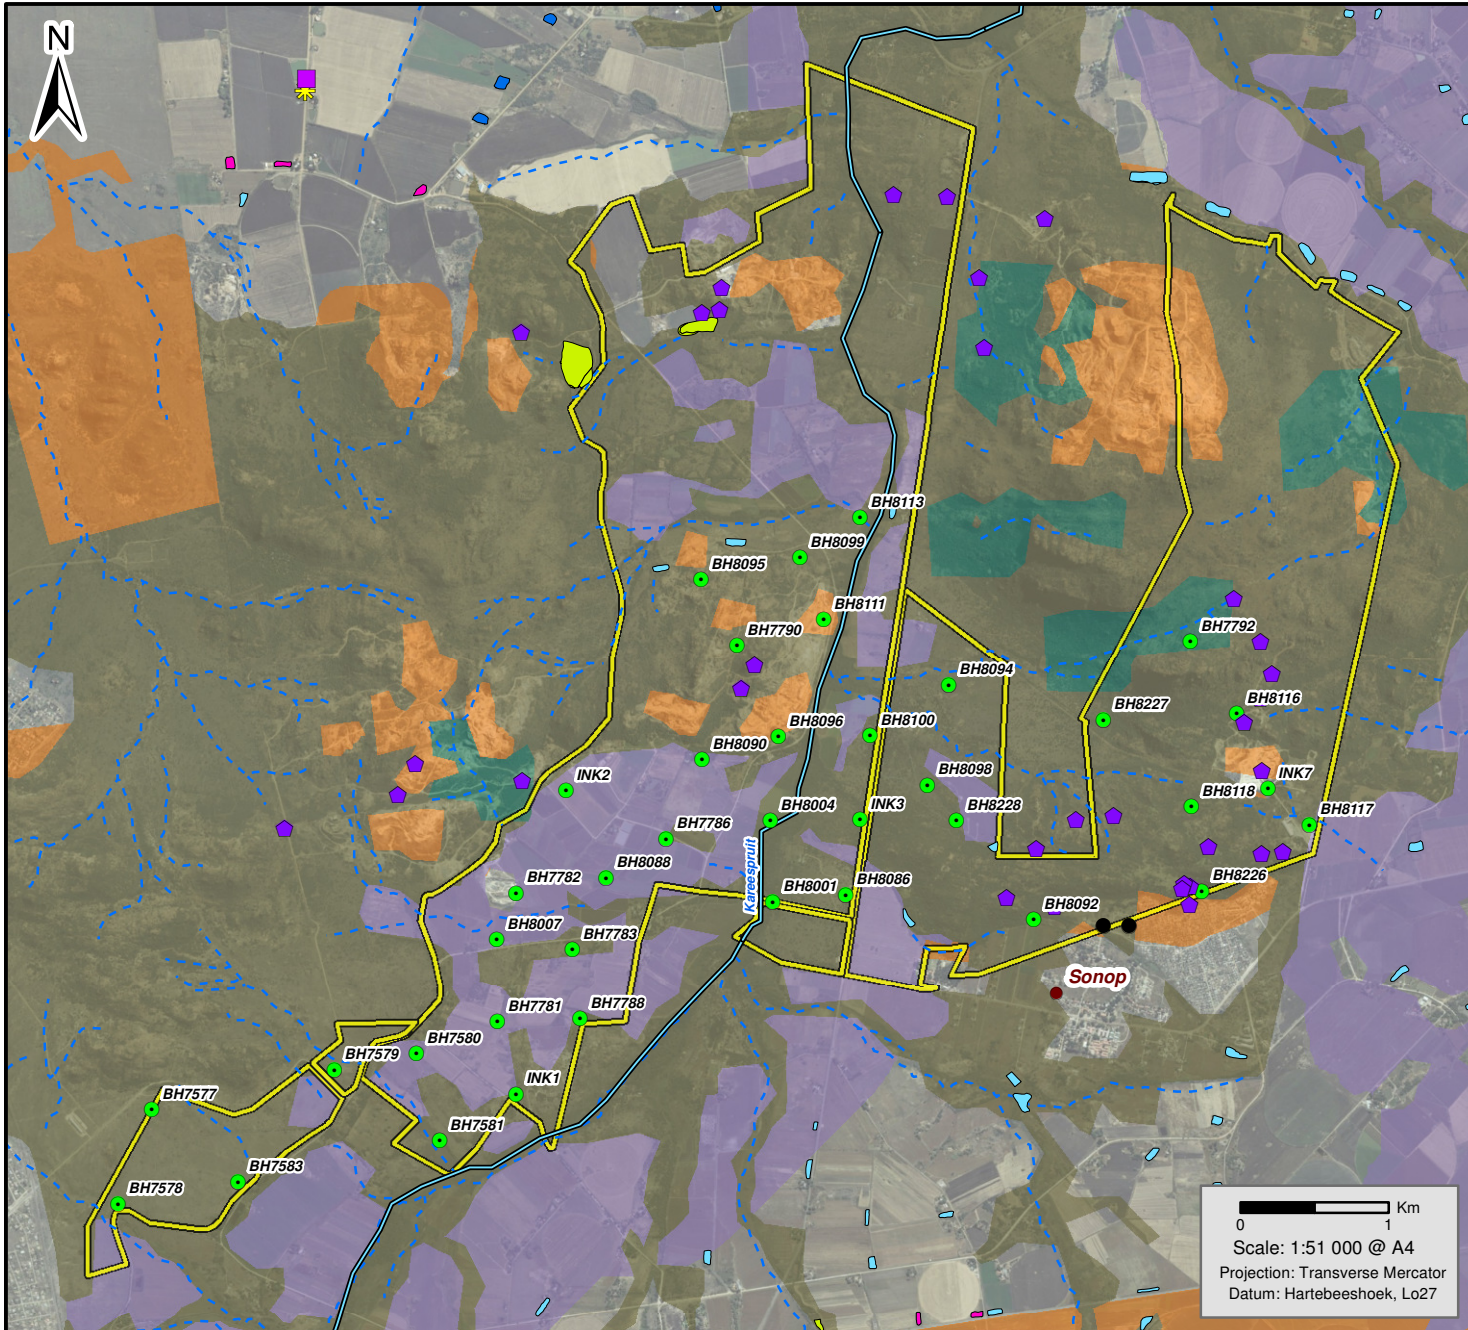 N
BH8113
BH8099
BH8095
BH8111
BH7790
BH7792
BH8094
BH8116
BH8227
BH8096
BH8100
BH8090
INK2
BH8098
INK7
BH8118
BH8004
INK3
BH8228
BH8117
BH7786
Kareespruit
BH8088
BH7782
BH8001
BH8086
BH8226
BH8092
BH8007
BH7783
Sonop
BH7781
BH7788
BH7580
BH7579
INK1
BH7577
BH7581
BH7583
BH7578
Km
0 1
Scale: 1:51 000 @ A4
Projection: Transverse Mercator
Datum: Hartebeeshoek, Lo27